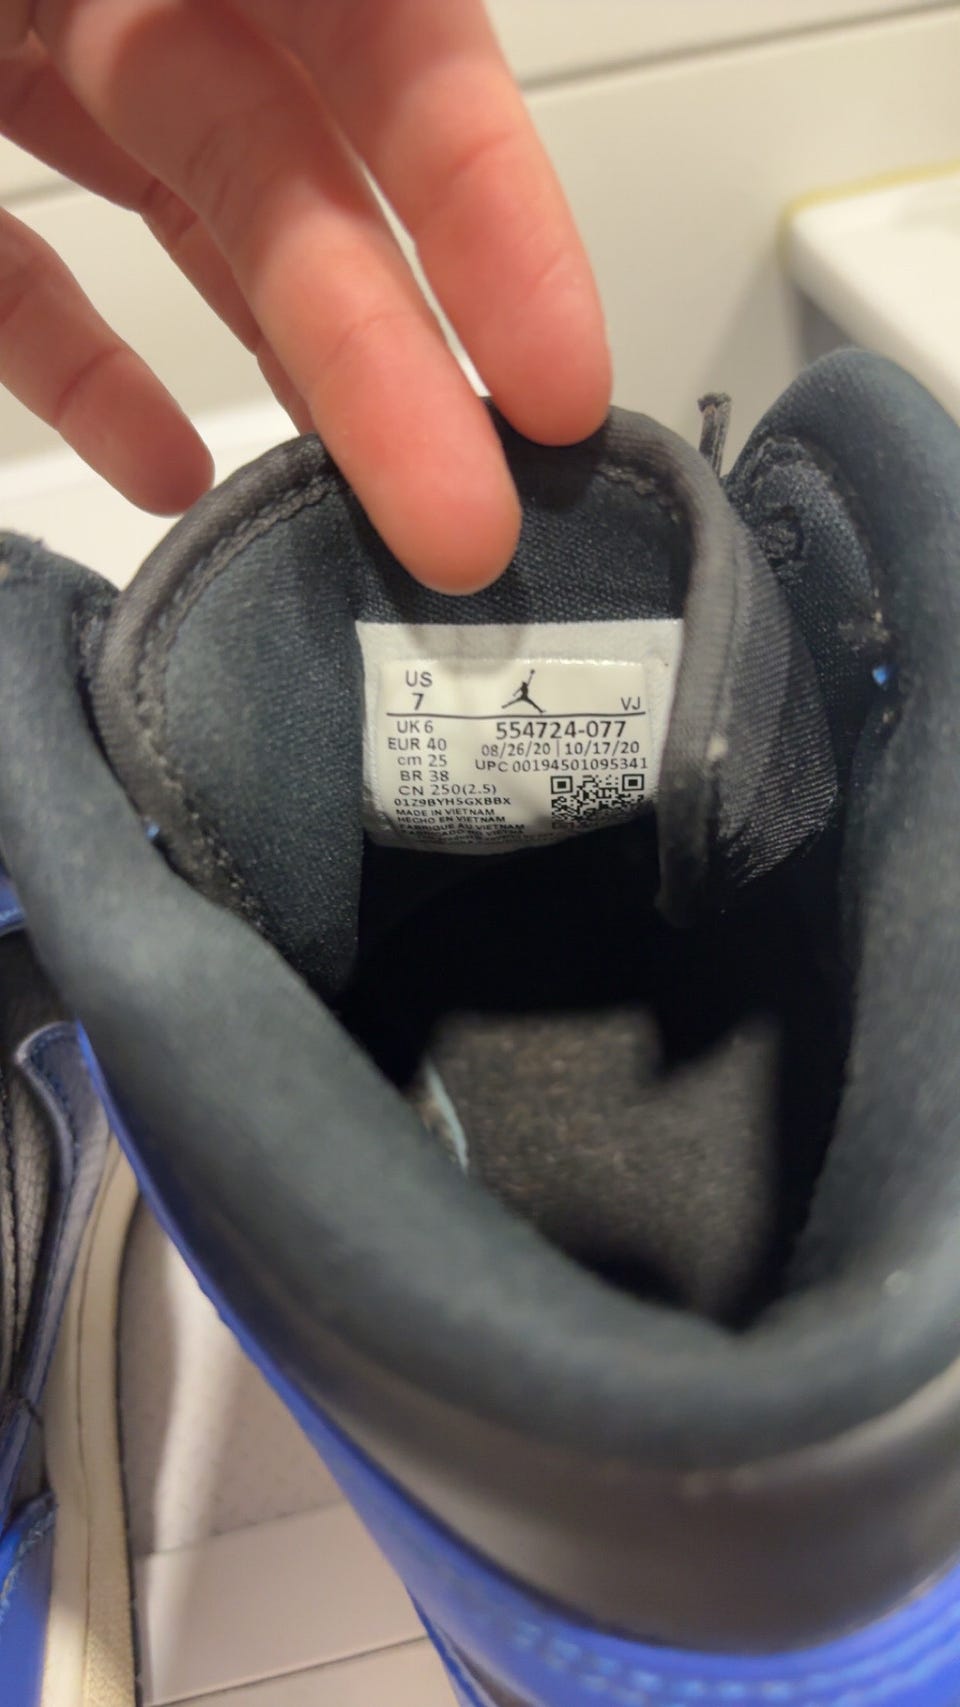 US
7
VJ
UK 6
554724-077
EUR 40
08/26/20 | 10/17/20
cm 25
UPC 00194501095341
BR 38
CN 250(2.5)
01Z9BYH5GXBBX
MADE IN VIETNAM
HECHO EN VIETNAM
FABRIQUE AU VIETNAM